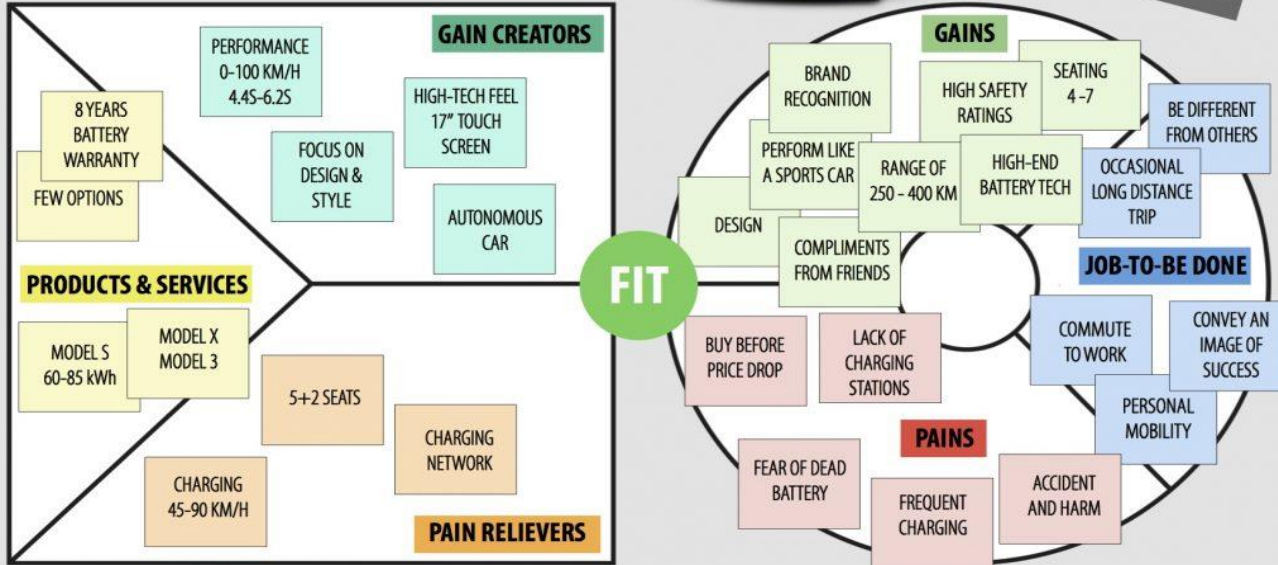 GAIN CREATORS
PERFORMANCE
0-100 KM/H
4.4S-6.2S
HIGH-TECH FEEL
17” TOUCH
SCREEN
8 YEARS
BATTERY
WARRANTY
FEW OPTIONS
FOCUS ON
DESIGN &
STYLE
AUTONOMOUS
CAR
PRODUCTS & SERVICES
MODEL S
60-85 kWh
MODEL X
MODEL 3
5+2 SEATS
CHARGING
NETWORK
CHARGING
45-90 KM/H
PAIN RELIEVERS
FIT
GAINS
BRAND
RECOGNITION
HIGH SAFETY
RATINGS
SEATING
4 -7
PERFORM LIKE
A SPORTS CAR
RANGE OF
250 – 400 KM
HIGH-END
BATTERY TECH
DESIGN
COMPLIMENTS
FROM FRIENDS
BE DIFFERENT
FROM OTHERS
OCCASIONAL
LONG DISTANCE
TRIP
JOB-TO-BE DONE
COMMUTE
TO WORK
CONVEY AN
IMAGE OF
SUCCESS
PERSONAL
MOBILITY
BUY BEFORE
PRICE DROP
LACK OF
CHARGING
STATIONS
PAINS
FEAR OF DEAD
BATTERY
FREQUENT
CHARGING
ACCIDENT
AND HARM